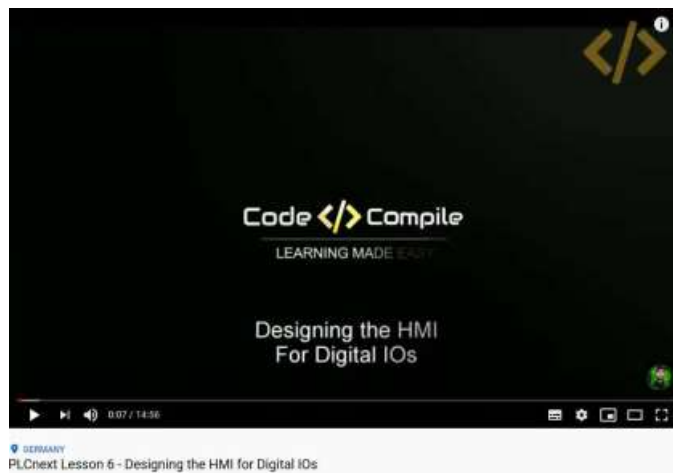 Code </> Compile
LEARNING MADE EASY
Designing the HMI
For Digital IOs
0:07 / 14:56
GERMANY
PLCnext Lesson 6 - Designing the HMI for Digital IOs